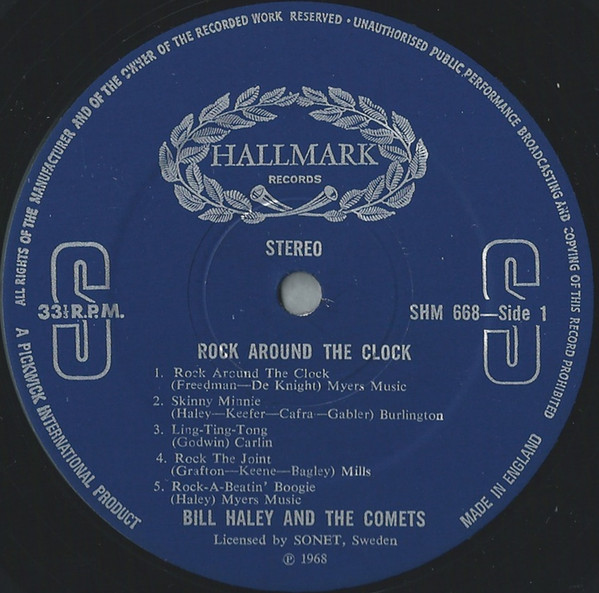 ALL RIGHTS OF THE MANUFACTURER AND OF THE OWNER OF THE RECORDED WORK RESERVED · UNAUTHORISED PUBLIC PERFORMANCE BROADCASTING AND COPYING OF THIS RECORD PROHIBITED
HALLMARK
RECORDS
STEREO
S S
33⅓ R.P.M.
SHM 668—Side 1
ROCK AROUND THE CLOCK
1. Rock Around The Clock
(Freedman—De Knight) Myers Music
2. Skinny Minnie
(Haley—Keefer—Cafra—Gabler) Burlington
3. Ling-Ting-Tong
(Godwin) Carlin
4. Rock The Joint
(Grafton—Keene—Bagley) Mills
5. Rock-A-Beatin' Boogie
(Haley) Myers Music
BILL HALEY AND THE COMETS
Licensed by SONET, Sweden
℗ 1968
A PICKWICK INTERNATIONAL PRODUCT
MADE IN ENGLAND